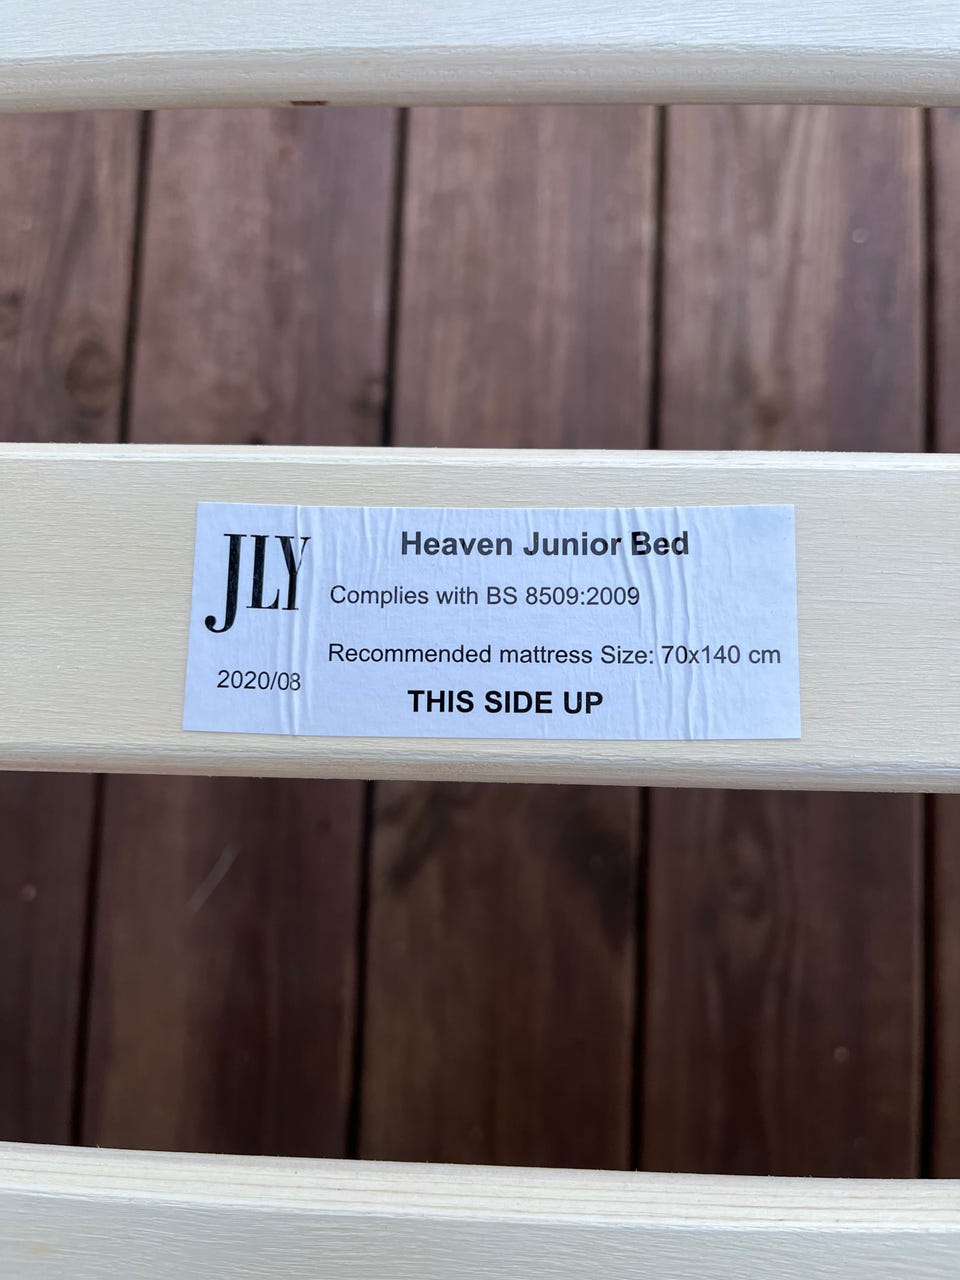 JLY
Heaven Junior Bed
Complies with BS 8509:2009
Recommended mattress Size: 70x140 cm
2020/08
THIS SIDE UP